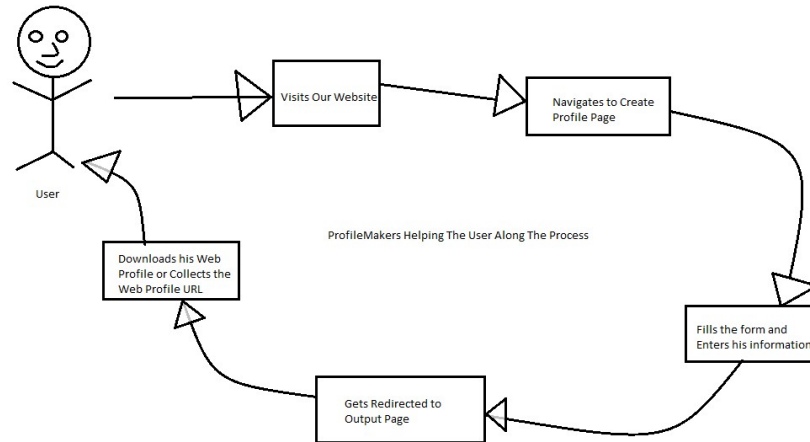 Visits Our Website
Navigates to Create
Profile Page
User
ProfileMakers Helping The User Along The Process
Downloads his Web
Profile or Collects the
Web Profile URL
Fills the form and
Enters his information
Gets Redirected to
Output Page